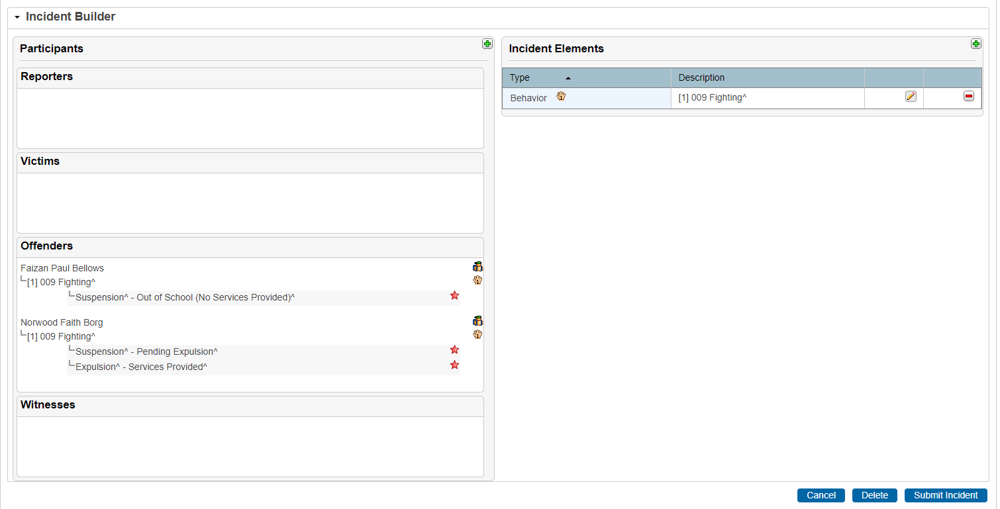 Incident Builder
Participants
Reporters
Victims
Offenders
Faizan Paul Bellows
[1] 009 Fighting^
Suspension^ - Out of School (No Services Provided)^
Norwood Faith Borg
[1] 009 Fighting^
Suspension^ - Pending Expulsion^
Expulsion^ - Services Provided^
Witnesses
Incident Elements
Type Description
Behavior [1] 009 Fighting^
Cancel Delete Submit Incident